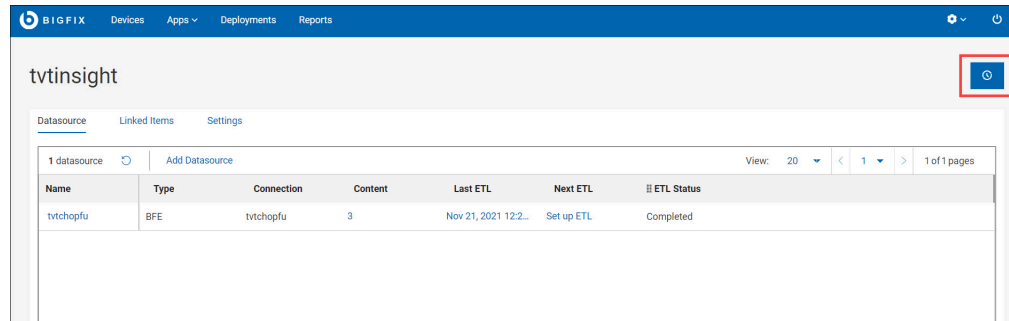 BIGFIX Devices Apps Deployments Reports
tvtinsight
Datasource Linked Items Settings
1 datasource Add Datasource View: 20 1 1 of 1 pages
Name Type Connection Content Last ETL Next ETL ETL Status
tvtchopfu BFE tvtchopfu 3 Nov 21, 2021 12:2... Set up ETL Completed